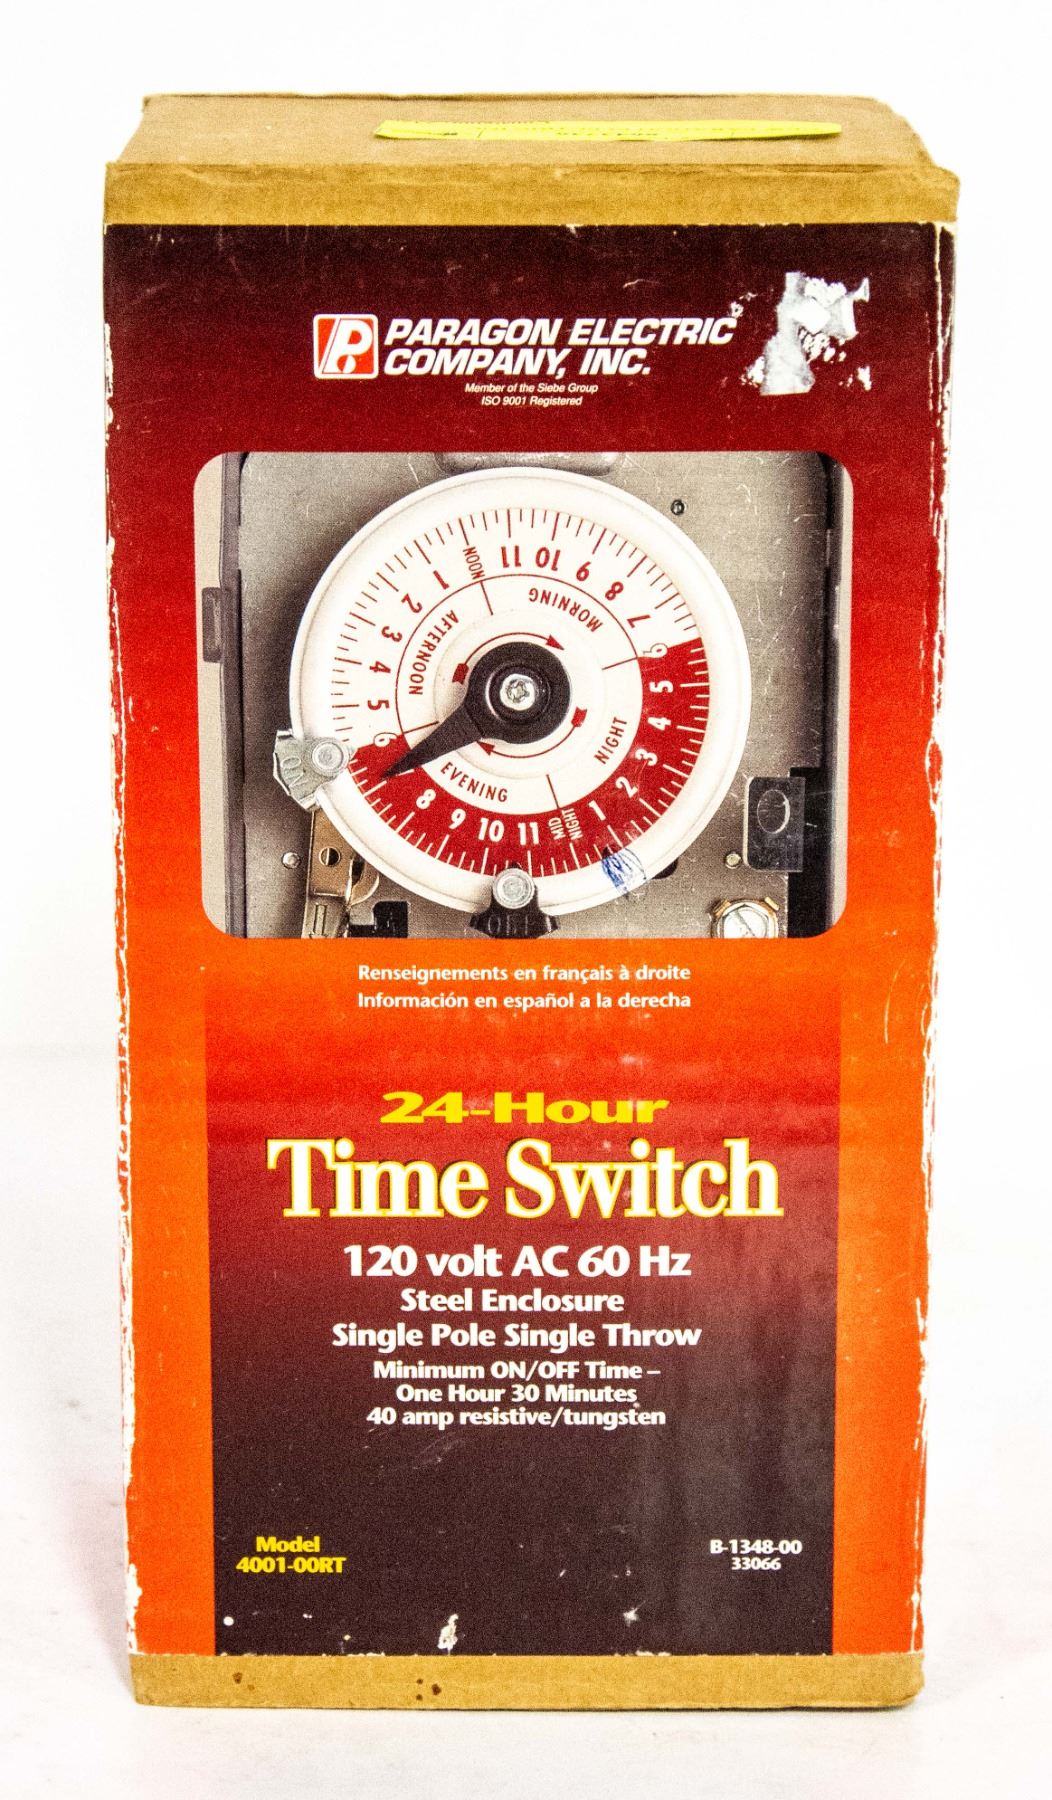 PARAGON ELECTRIC
COMPANY, INC.
Member of the Siebe Group
ISO 9001 Registered
NOON 11 10 9 8 7 6 5 4 3 2 1 MID NIGHT 11 10 9 8 6 5 4 3 2 1
MORNING
AFTERNOON
NIGHT
EVENING
ON
OFF
Renseignements en français à droite
Información en español a la derecha
24-Hour
Time Switch
120 volt AC 60 Hz
Steel Enclosure
Single Pole Single Throw
Minimum ON/OFF Time –
One Hour 30 Minutes
40 amp resistive/tungsten
Model
4001-00RT
B-1348-00
33066